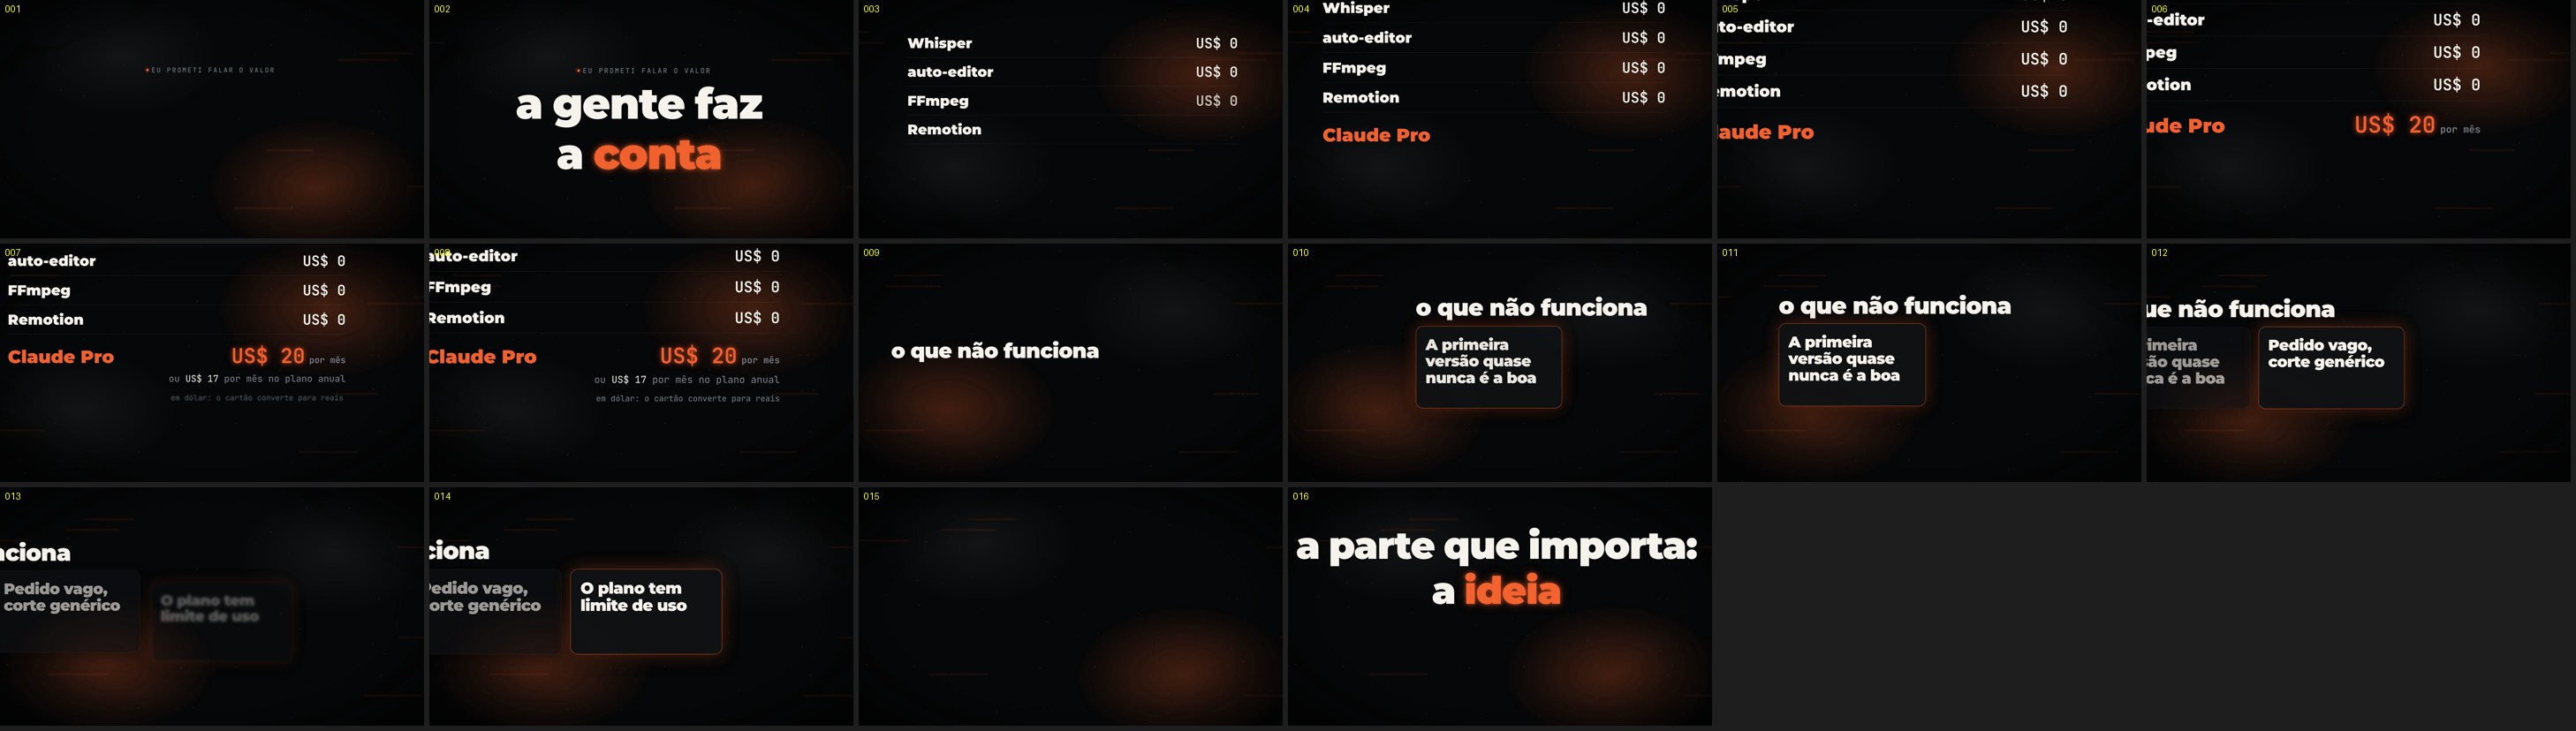 001
EU PROMETI FALAR O VALOR
002
EU PROMETI FALAR O VALOR
a gente faz
a conta
003
Whisper US$ 0
auto-editor US$ 0
FFmpeg US$ 0
Remotion
004
Whisper US$ 0
auto-editor US$ 0
FFmpeg US$ 0
Remotion US$ 0
Claude Pro
005
to-editor US$ 0
mpeg US$ 0
emotion US$ 0
laude Pro
006
-editor US$ 0
peg US$ 0
otion US$ 0
ude Pro US$ 20 por mês
007
auto-editor US$ 0
FFmpeg US$ 0
Remotion US$ 0
Claude Pro US$ 20 por mês
ou US$ 17 por mês no plano anual
em dólar: o cartão converte para reais
008
auto-editor US$ 0
FFmpeg US$ 0
Remotion US$ 0
Claude Pro US$ 20 por mês
ou US$ 17 por mês no plano anual
em dólar: o cartão converte para reais
009
o que não funciona
010
o que não funciona
A primeira
versão quase
nunca é a boa
011
o que não funciona
A primeira
versão quase
nunca é a boa
012
ue não funciona
imeira
ão quase
ca é a boa
Pedido vago,
corte genérico
013
nciona
Pedido vago,
corte genérico
O plano tem
limite de uso
014
ciona
Pedido vago,
orte genérico
O plano tem
limite de uso
015
016
a parte que importa:
a ideia